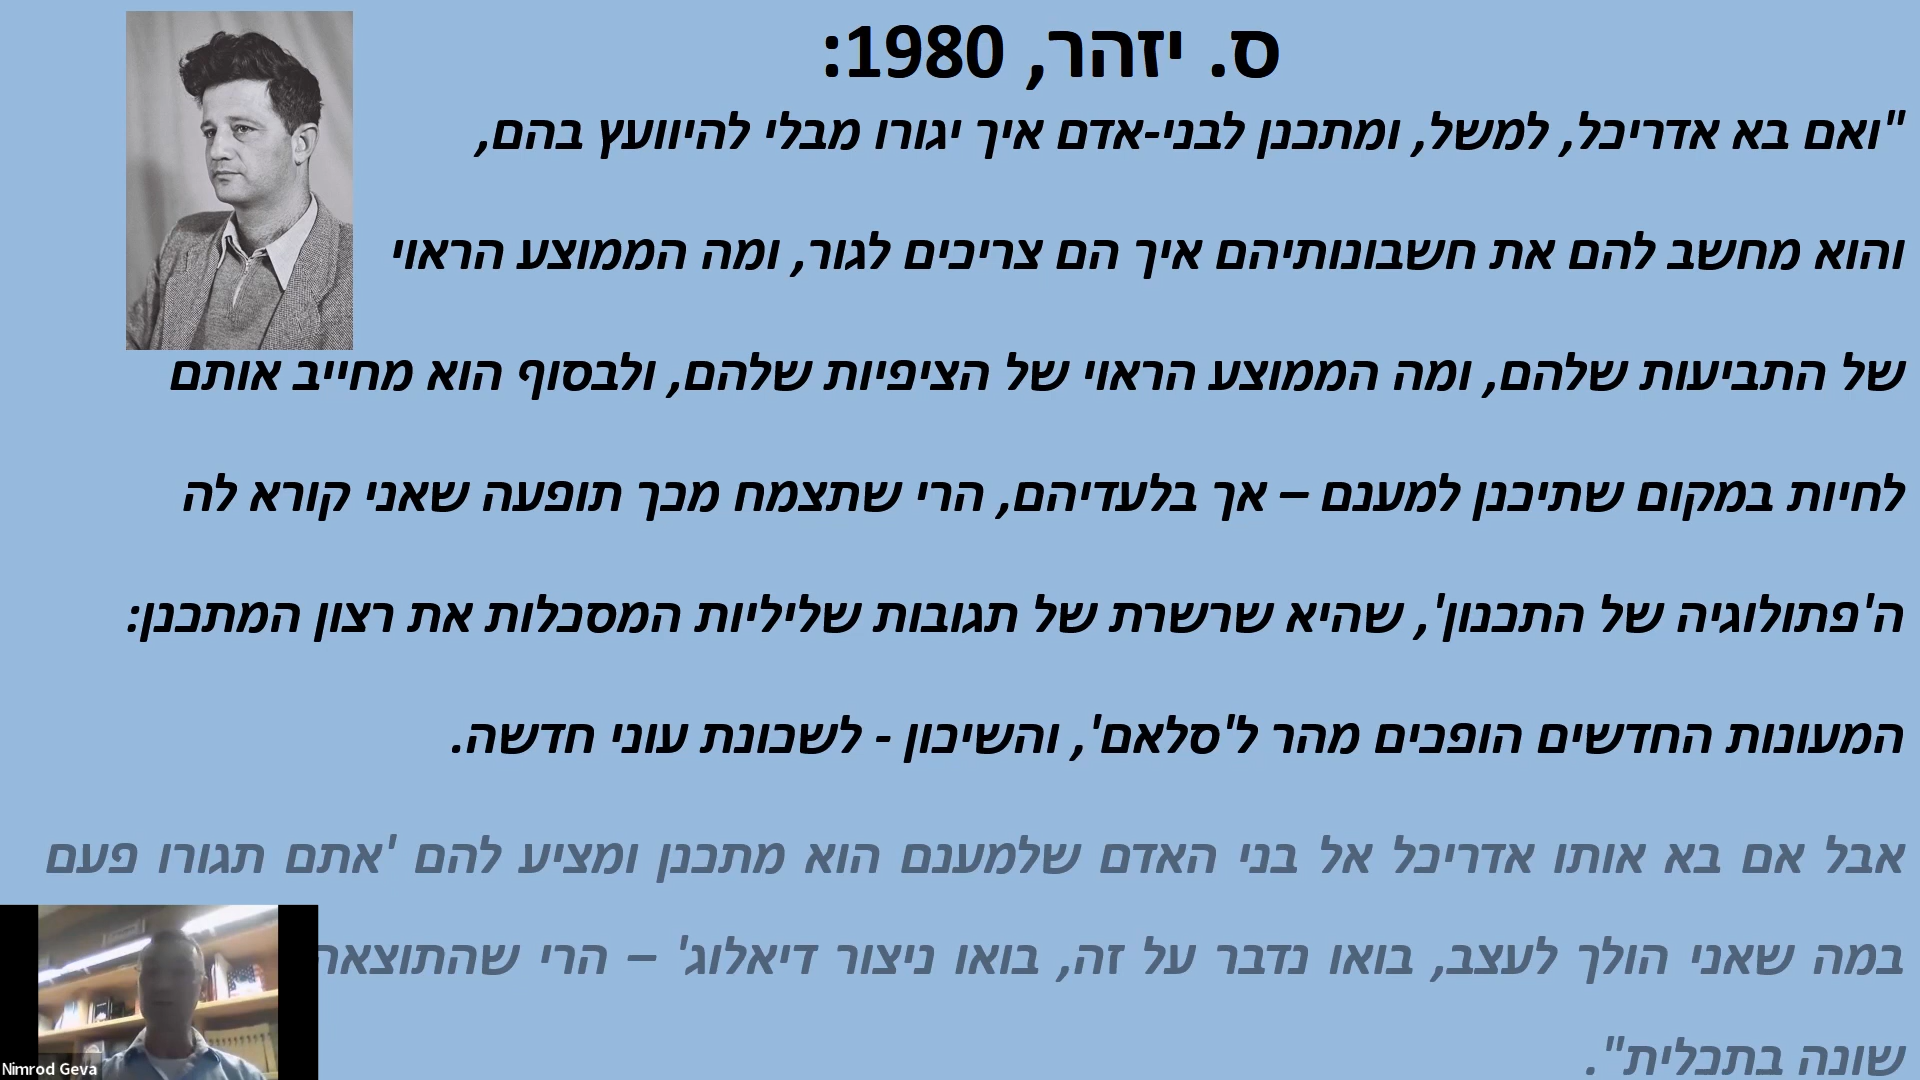 ס. יזהר, 1980:
"ואם בא אדריכל, למשל, ומתכנן לבני-אדם איך יגורו מבלי להיוועץ בהם,
והוא מחשב להם את חשבונותיהם איך הם צריכים לגור, ומה הממוצע הראוי
של התביעות שלהם, ומה הממוצע הראוי של הציפיות שלהם, ולבסוף הוא מחייב אותם
לחיות במקום שתיכנן למענם – אך בלעדיהם, הרי שתצמח מכך תופעה שאני קורא לה
ה'פתולוגיה של התכנון', שהיא שרשרת של תגובות שליליות המסכלות את רצון המתכנן:
המעונות החדשים הופכים מהר ל'סלאם', והשיכון - לשכונת עוני חדשה.
אבל אם בא אותו אדריכל אל בני האדם שלמענם הוא מתכנן ומציע להם 'אתם תגורו פעם
במה שאני הולך לעצב, בואו נדבר על זה, בואו ניצור דיאלוג' – הרי שהתוצאה
שונה בתכלית".
Nimrod Geva